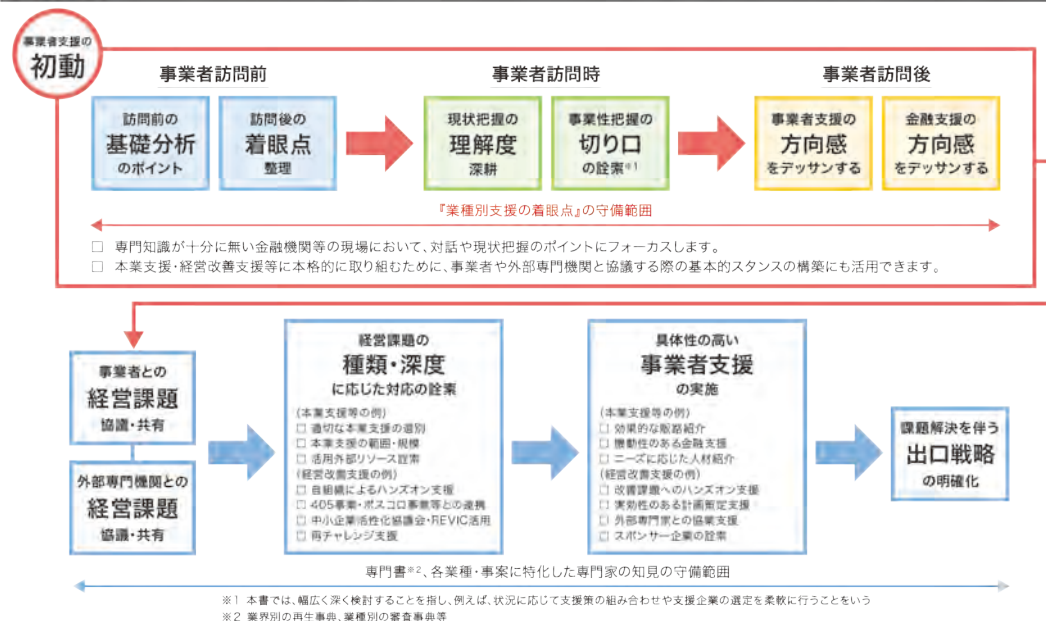 事業者支援の
初動
事業者訪問前
事業者訪問時
事業者訪問後
訪問前の
基礎分析
のポイント
訪問後の
着眼点
整理
現状把握の
理解度
深耕
事業性把握の
切り口
の詮索※1
事業者支援の
方向感
をデッサンする
金融支援の
方向感
をデッサンする
『業種別支援の着眼点』の守備範囲
□ 専門知識が十分に無い金融機関等の現場において、対話や現状把握のポイントにフォーカスします。
□ 本業支援・経営改善支援等に本格的に取り組むために、事業者や外部専門機関と協議する際の基本的スタンスの構築にも活用できます。
事業者との
経営課題
協議・共有
外部専門機関との
経営課題
協議・共有
経営課題の
種類・深度
に応じた対応の詮索
(本業支援等の例)
□ 適切な本業支援の選別
□ 本業支援の範囲・規模
□ 活用外部リソース詮索
(経営改善支援の例)
□ 自組織によるハンズオン支援
□ 405事業・ポスコロ事業等との連携
□ 中小企業活性化協議会・REVIC活用
□ 再チャレンジ支援
具体性の高い
事業者支援
の実施
(本業支援等の例)
□ 効果的な販路紹介
□ 機動性のある金融支援
□ ニーズに応じた人材紹介
(経営改善支援の例)
□ 改善課題へのハンズオン支援
□ 実効性のある計画策定支援
□ 外部専門家との協業支援
□ スポンサー企業の詮索
課題解決を伴う
出口戦略
の明確化
専門書※2、各業種・事案に特化した専門家の知見の守備範囲
※1 本書では、幅広く深く検討することを指し、例えば、状況に応じて支援策の組み合わせや支援企業の選定を柔軟に行うことをいう
※2 業界別の再生事典、業種別の審査事典等